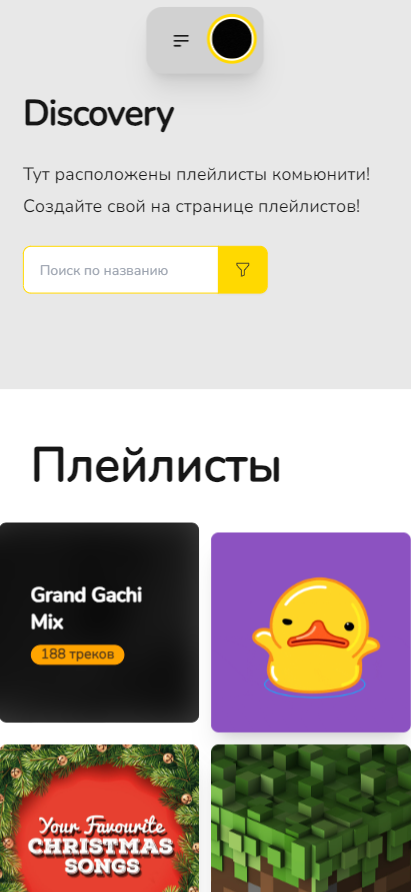 Discovery
Тут расположены плейлисты комьюнити!
Создайте свой на странице плейлистов!
Поиск по названию
Плейлисты
Grand Gachi
Mix
188 треков
Your Favourite
CHRISTMAS
SONGS